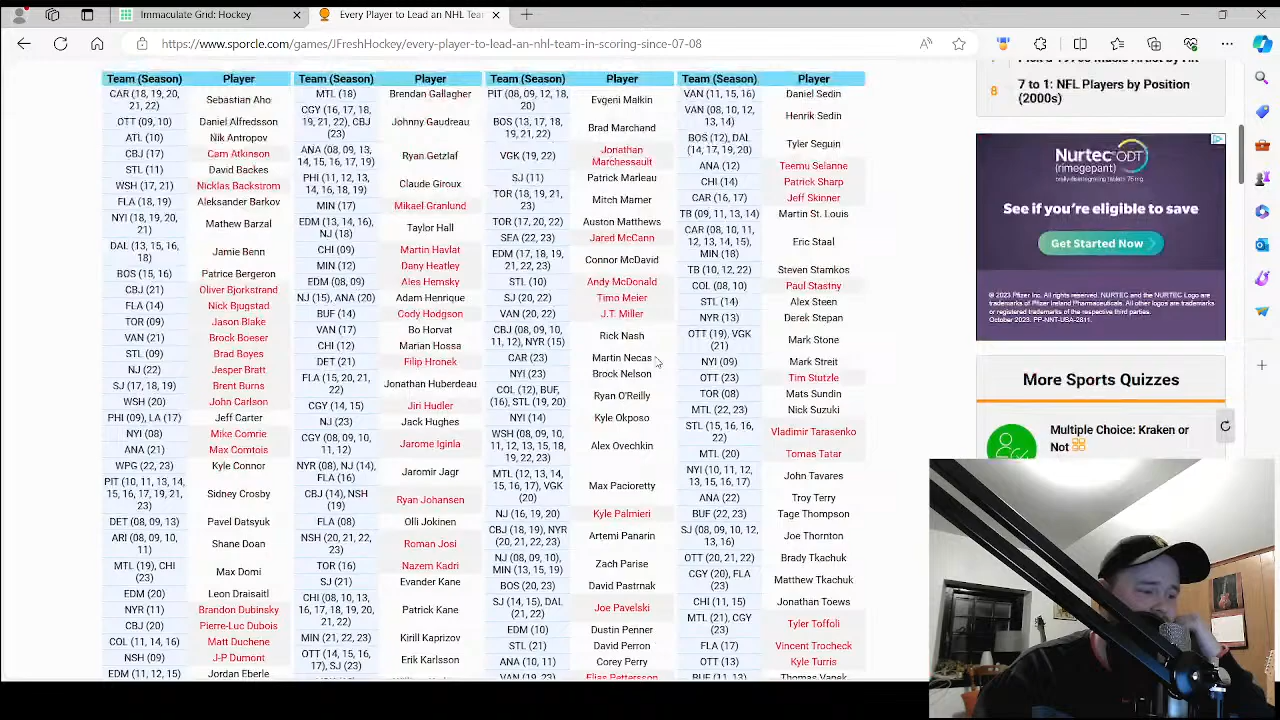 Immaculate Grid: Hockey
Every Player to Lead an NHL Team
https://www.sporcle.com/games/JFreshHockey/every-player-to-lead-an-nhl-team-in-scoring-since-07-08
Team (Season) Player Team (Season) Player Team (Season) Player Team (Season) Player
CAR (18, 19, 20, 21, 22) Sebastian Aho
OTT (09, 10) Daniel Alfredsson
ATL (10) Nik Antropov
CBJ (17) Cam Atkinson
STL (11) David Backes
WSH (17, 21) Nicklas Backstrom
FLA (18, 19) Aleksander Barkov
NYI (18, 19, 20, 21) Mathew Barzal
DAL (13, 15, 16, 18) Jamie Benn
BOS (15, 16) Patrice Bergeron
CBJ (21) Oliver Bjorkstrand
FLA (14) Nick Bjugstad
TOR (09) Jason Blake
VAN (21) Brock Boeser
STL (09) Brad Boyes
NJ (22) Jesper Bratt
SJ (17, 18, 19) Brent Burns
WSH (20) John Carlson
PHI (09), LA (17) Jeff Carter
NYI (08) Mike Comrie
ANA (21) Max Comtois
WPG (22, 23) Kyle Connor
PIT (10, 11, 13, 14, 15, 16, 17, 19, 21, 23) Sidney Crosby
DET (08, 09, 13) Pavel Datsyuk
ARI (08, 09, 10, 11) Shane Doan
MTL (19), CHI (23) Max Domi
EDM (20) Leon Draisaitl
NYR (11) Brandon Dubinsky
CBJ (20) Pierre-Luc Dubois
COL (11, 14, 16) Matt Duchene
NSH (09) J-P Dumont
EDM (11, 12, 15) Jordan Eberle
MTL (18) Brendan Gallagher
CGY (16, 17, 18, 19, 21, 22), CBJ (23) Johnny Gaudreau
ANA (08, 09, 13, 14, 15, 16, 17, 19) Ryan Getzlaf
PHI (11, 12, 13, 14, 16, 18, 19) Claude Giroux
MIN (17) Mikael Granlund
EDM (13, 14, 16), NJ (18) Taylor Hall
CHI (09) Martin Havlat
MIN (12) Dany Heatley
EDM (08, 09) Ales Hemsky
NJ (15), ANA (20) Adam Henrique
BUF (14) Cody Hodgson
VAN (17) Bo Horvat
CHI (12) Marian Hossa
DET (21) Filip Hronek
FLA (15, 20, 21, 22) Jonathan Huberdeau
CGY (14, 15) Jiri Hudler
NJ (23) Jack Hughes
CGY (08, 09, 10, 11, 12) Jarome Iginla
NYR (08), NJ (14), FLA (16) Jaromir Jagr
CBJ (14), NSH (19) Ryan Johansen
FLA (08) Olli Jokinen
NSH (20, 21, 22, 23) Roman Josi
TOR (16) Nazem Kadri
SJ (21) Evander Kane
CHI (08, 10, 13, 16, 17, 18, 19, 20, 21, 22) Patrick Kane
MIN (21, 22, 23) Kirill Kaprizov
OTT (14, 15, 16, 17), SJ (23) Erik Karlsson
PIT (08, 09, 12, 18, 20) Evgeni Malkin
BOS (13, 17, 18, 19, 21, 22) Brad Marchand
VGK (19, 22) Jonathan Marchessault
SJ (11) Patrick Marleau
TOR (18, 19, 21, 23) Mitch Marner
TOR (17, 20, 22) Auston Matthews
SEA (22, 23) Jared McCann
EDM (17, 18, 19, 21, 22, 23) Connor McDavid
STL (10) Andy McDonald
SJ (20, 22) Timo Meier
VAN (20, 22) J.T. Miller
CBJ (08, 09, 10, 11, 12), NYR (15) Rick Nash
CAR (23) Martin Necas
NYI (23) Brock Nelson
COL (12), BUF, (16), STL (19, 20) Ryan O'Reilly
NYI (14) Kyle Okposo
WSH (08, 09, 10, 11, 12, 13, 15, 18, 19, 22, 23) Alex Ovechkin
MTL (12, 13, 14, 15, 16, 17), VGK (20) Max Pacioretty
NJ (16, 19, 20) Kyle Palmieri
CBJ (18, 19), NYR (20, 21, 22, 23) Artemi Panarin
NJ (08, 09, 10), MIN (13, 15, 19) Zach Parise
BOS (20, 23) David Pastrnak
SJ (14, 15), DAL (21, 22) Joe Pavelski
EDM (10) Dustin Penner
STL (21) David Perron
ANA (10, 11) Corey Perry
VAN (19, 23) Elias Pettersson
VAN (11, 15, 16) Daniel Sedin
VAN (08, 10, 12, 13, 14) Henrik Sedin
BOS (12), DAL (14, 17, 19, 20) Tyler Seguin
ANA (12) Teemu Selanne
CHI (14) Patrick Sharp
CAR (16, 17) Jeff Skinner
TB (09, 11, 13, 14) Martin St. Louis
CAR (08, 10, 11, 12, 13, 14, 15), MIN (18) Eric Staal
TB (10, 12, 22) Steven Stamkos
COL (08, 10) Paul Stastny
STL (14) Alex Steen
NYR (13) Derek Stepan
OTT (19), VGK (21) Mark Stone
NYI (09) Mark Streit
OTT (23) Tim Stutzle
TOR (08) Mats Sundin
MTL (22, 23) Nick Suzuki
STL (15, 16, 16, 22) Vladimir Tarasenko
MTL (20) Tomas Tatar
NYI (10, 11, 12, 13, 15, 16, 17) John Tavares
ANA (22) Troy Terry
BUF (22, 23) Tage Thompson
SJ (08, 09, 10, 12, 13, 16) Joe Thornton
OTT (20, 21, 22) Brady Tkachuk
CGY (20), FLA (23) Matthew Tkachuk
CHI (11, 15) Jonathan Toews
MTL (21), CGY (23) Tyler Toffoli
FLA (17) Vincent Trocheck
OTT (13) Kyle Turris
BUF (11, 13) Thomas Vanek
8 7 to 1: NFL Players by Position (2000s)
Nurtec ODT
(rimegepant)
orally disintegrating tablets 75 mg
See if you're eligible to save
Get Started Now
More Sports Quizzes
Multiple Choice: Kraken or
Not